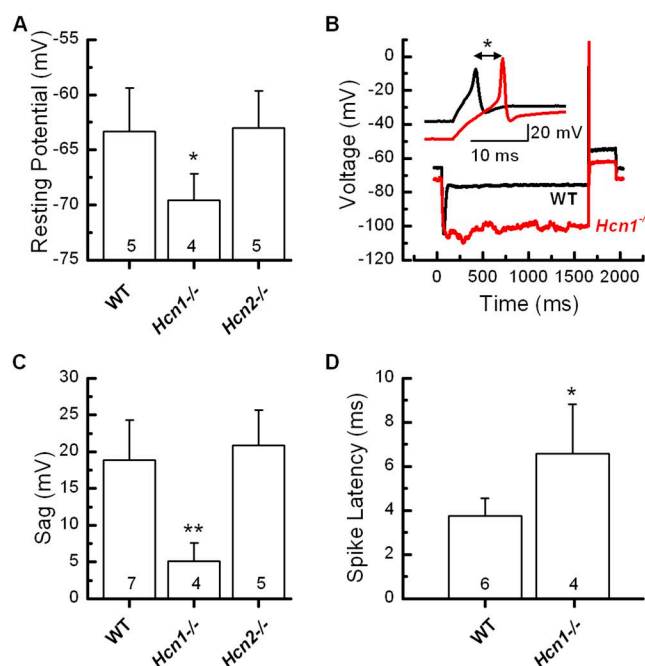 A
Resting Potential (mV)
-55
-60
-65
-70
-75
*
5
4
5
WT
Hcn1-/-
Hcn2-/-
B
Voltage (mV)
0
-20
-40
-60
-80
-100
-120
*
20 mV
10 ms
WT
Hcn1-/
0 500 1000 1500 2000
Time (ms)
C
Sag (mV)
30
25
20
15
10
5
0
**
7
4
5
WT
Hcn1-/-
Hcn2-/-
D
Spike Latency (ms)
10
8
6
4
2
0
*
6
4
WT
Hcn1-/-